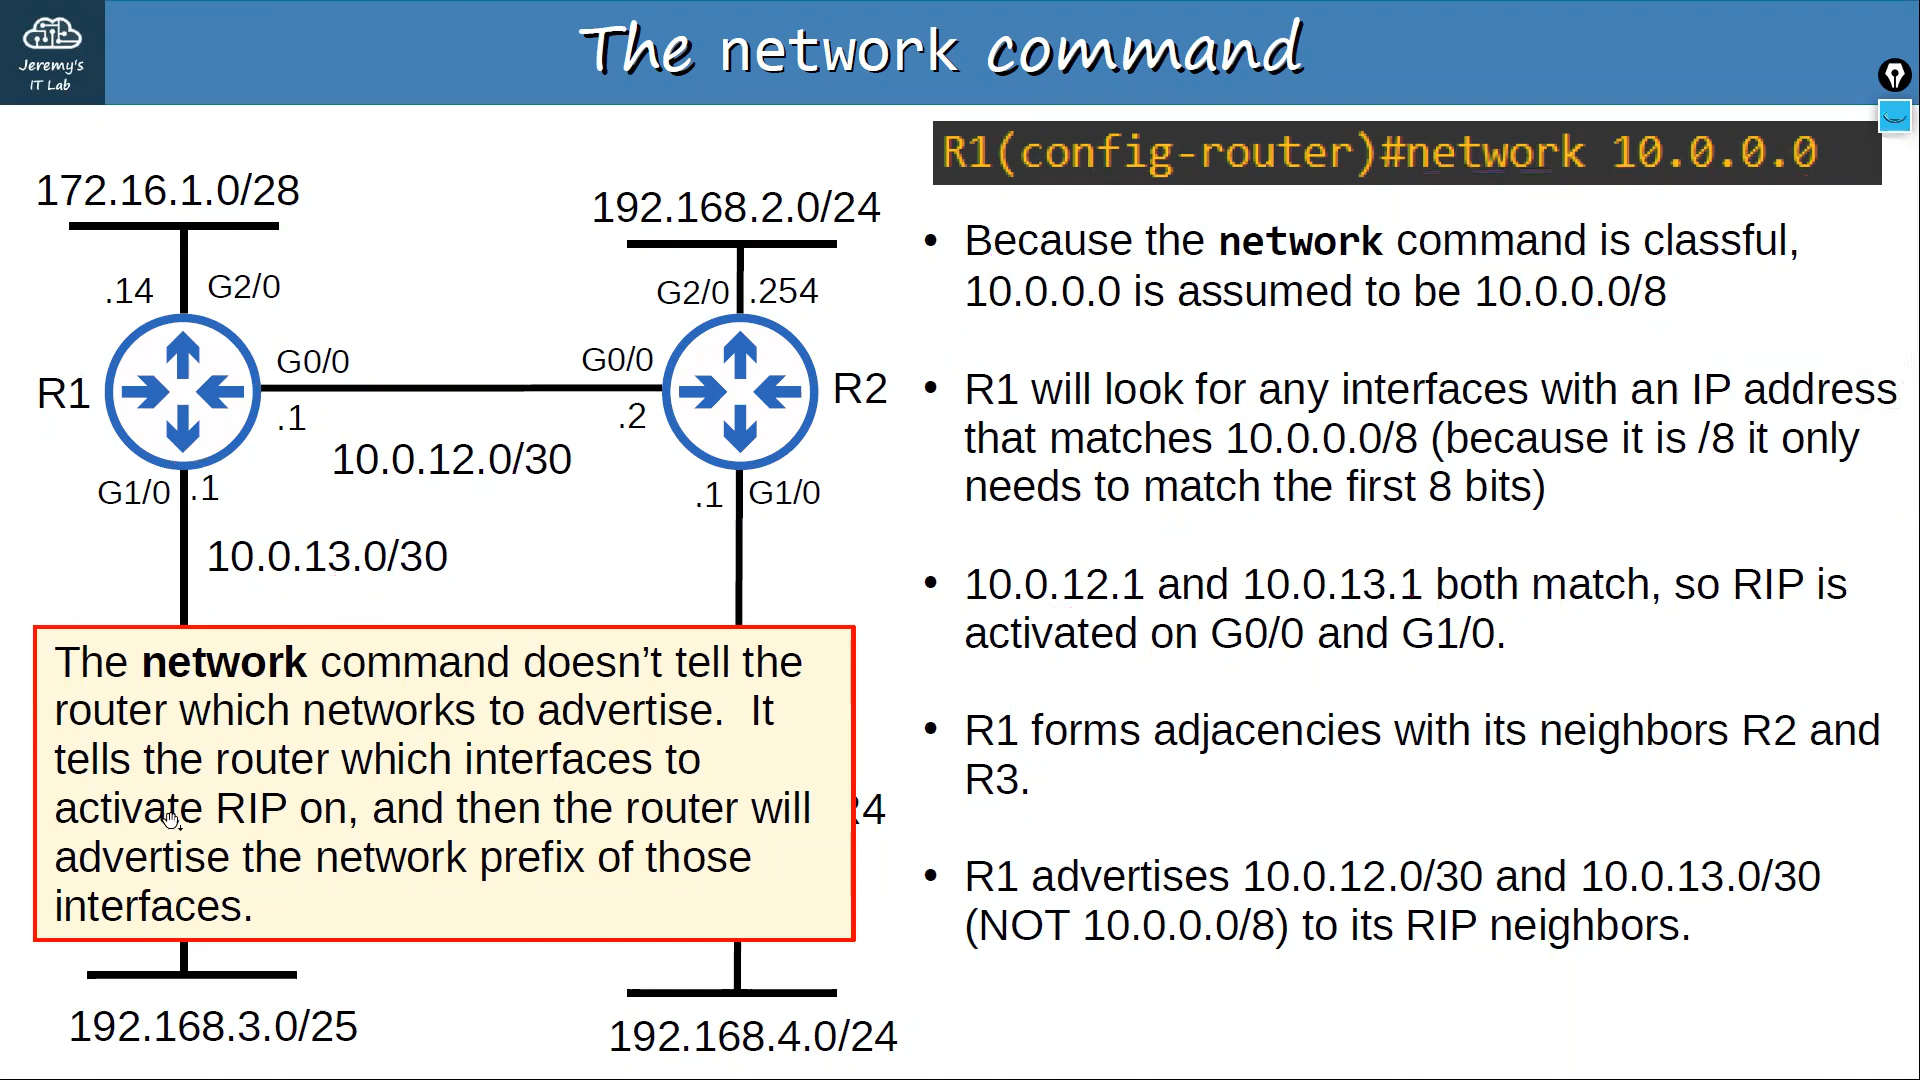 Jeremy's
IT Lab
The network command
R1(config-router)#network 10.0.0.0
172.16.1.0/28
192.168.2.0/24
.14
G2/0
G2/0
.254
R1
G0/0
G0/0
R2
.1
.2
10.0.12.0/30
G1/0
.1
.1
G1/0
10.0.13.0/30
The network command doesn’t tell the
router which networks to advertise.  It
tells the router which interfaces to
activate RIP on, and then the router will
advertise the network prefix of those
interfaces.
192.168.3.0/25
192.168.4.0/24
• Because the network command is classful,
10.0.0.0 is assumed to be 10.0.0.0/8
• R1 will look for any interfaces with an IP address
that matches 10.0.0.0/8 (because it is /8 it only
needs to match the first 8 bits)
• 10.0.12.1 and 10.0.13.1 both match, so RIP is
activated on G0/0 and G1/0.
• R1 forms adjacencies with its neighbors R2 and
R3.
• R1 advertises 10.0.12.0/30 and 10.0.13.0/30
(NOT 10.0.0.0/8) to its RIP neighbors.